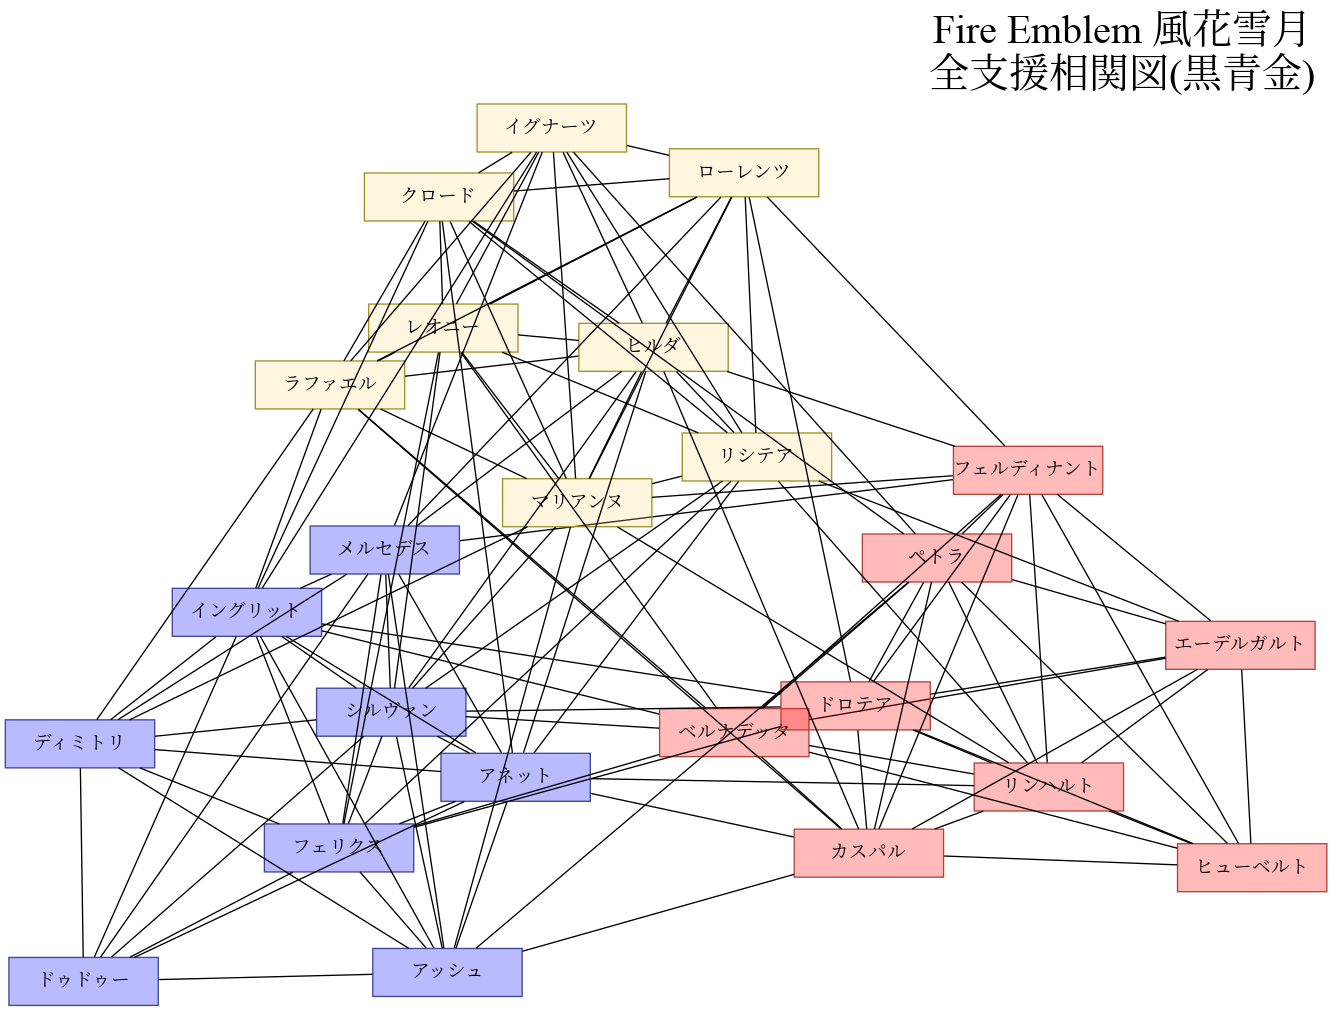 Fire Emblem 風花雪月
全支援相関図(黒青金)
イグナーツ
ローレンツ
クロード
レオニー
ヒルダ
ラファエル
リシテア
フェルディナント
マリアンヌ
メルセデス
ペトラ
イングリット
エーデルガルト
シルヴァン
ドロテア
ベルナデッタ
ディミトリ
アネット
リンハルト
フェリクス
カスパル
ヒューベルト
アッシュ
ドゥドゥー